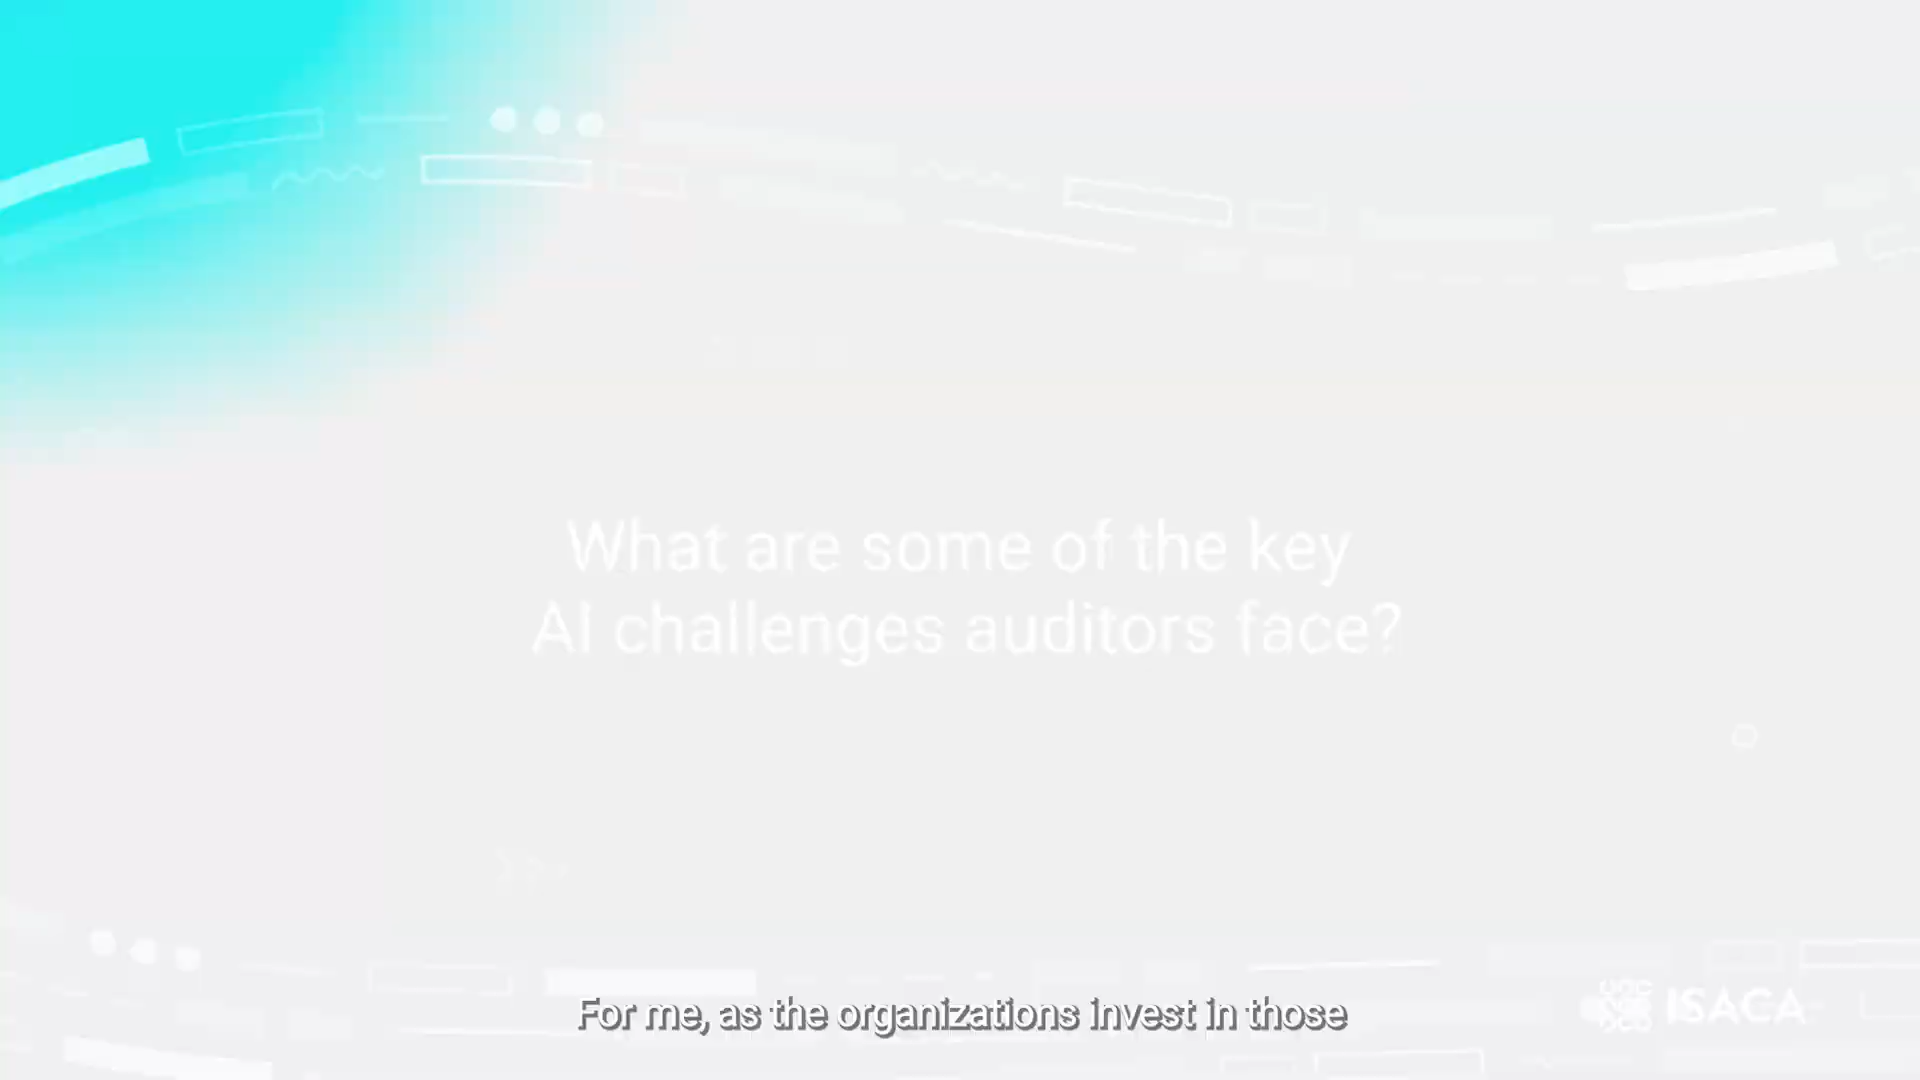 What are some of the key
AI challenges auditors face?
For me, as the organizations invest in those
ISACA